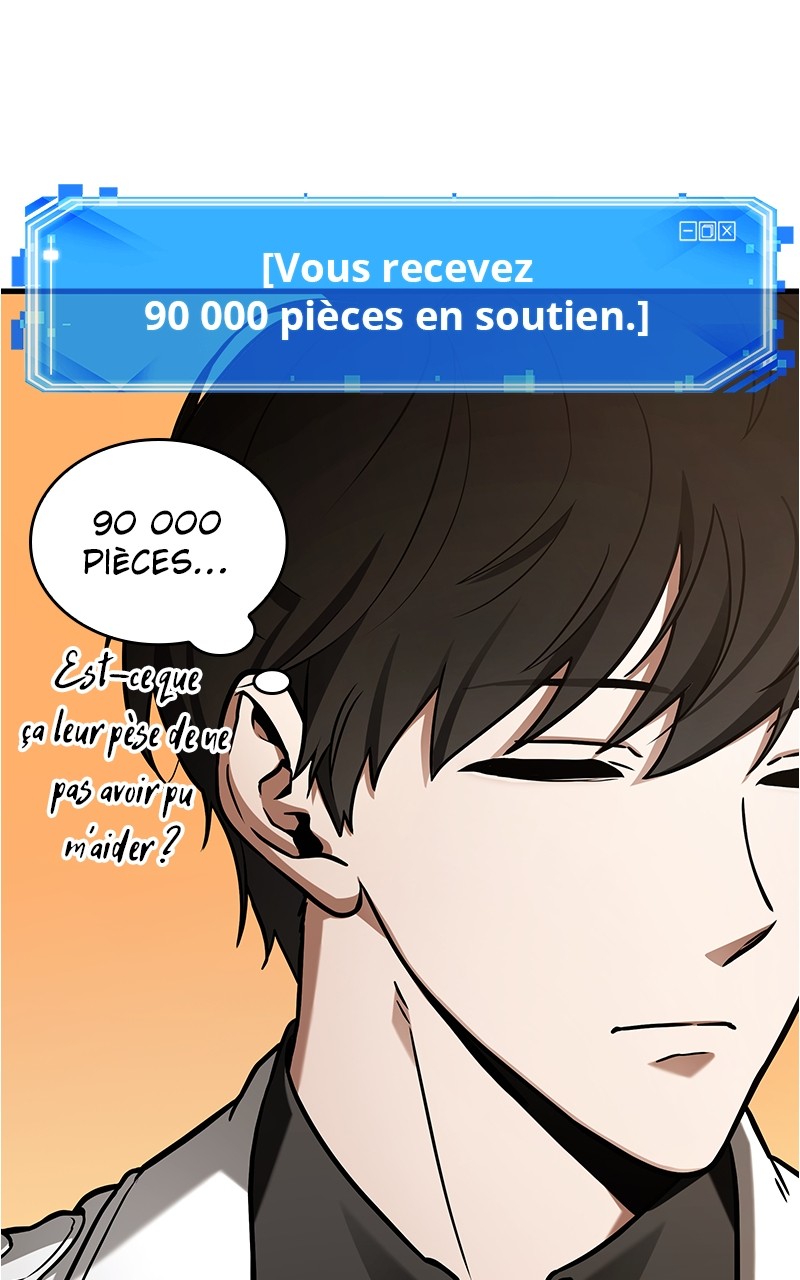 [Vous recevez
90 000 pièces en soutien.]
90 000
PIÈCES...
Est-ce que
ça leur pèse de ne
pas avoir pu
m'aider ?